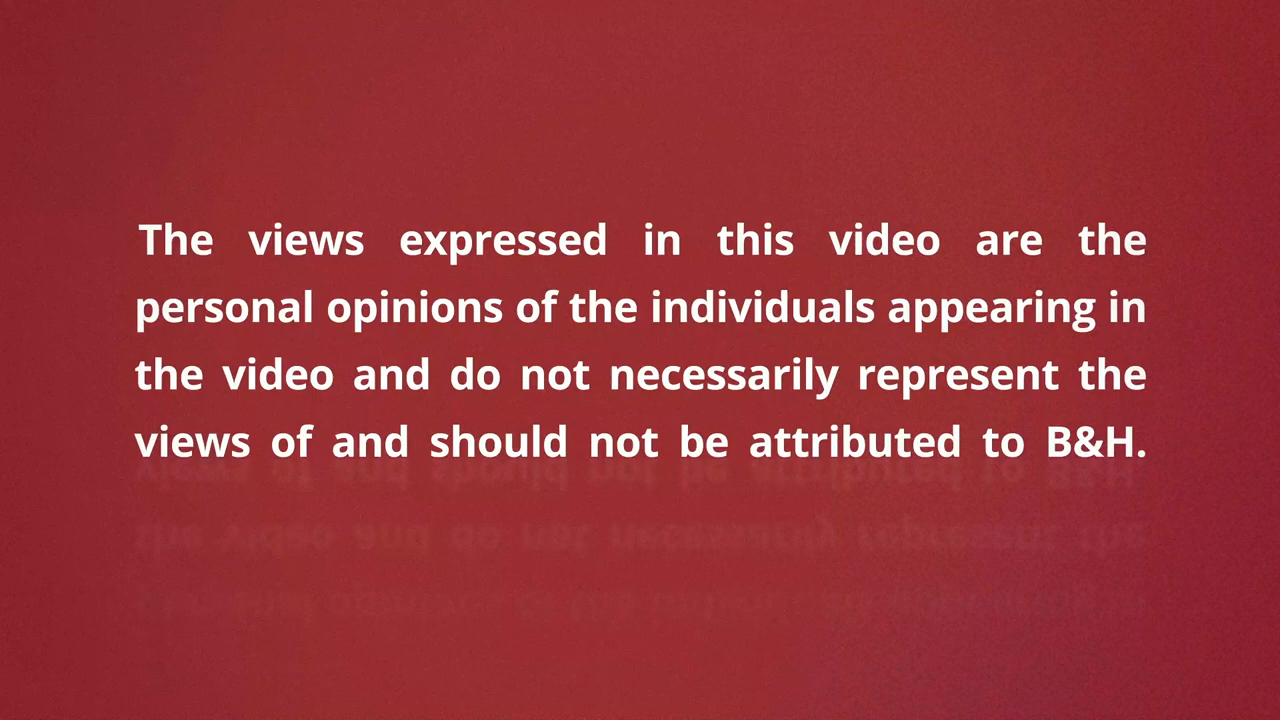 The views expressed in this video are the
personal opinions of the individuals appearing in
the video and do not necessarily represent the
views of and should not be attributed to B&H.